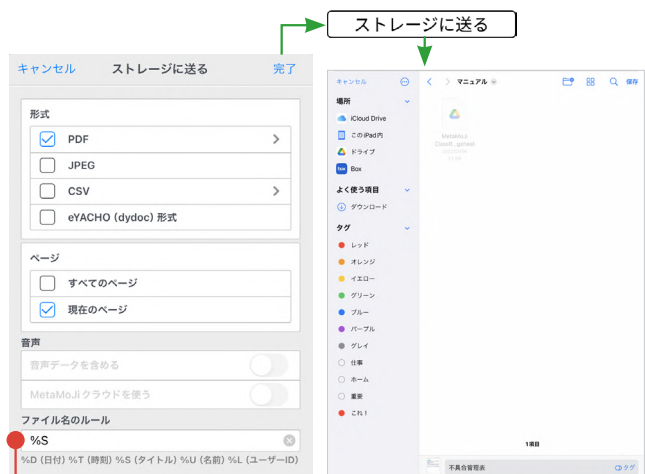 ストレージに送る
キャンセル ストレージに送る 完了
形式
PDF
JPEG
CSV
eYACHO (dydoc) 形式
ページ
すべてのページ
現在のページ
音声
音声データを含める
MetaMoJiクラウドを使う
ファイル名のルール
%S
%D (日付) %T (時刻) %S (タイトル) %U (名前) %L (ユーザーID)
キャンセル
マニュアル
保存
場所
iCloud Drive
このiPad内
ドライブ
box Box
よく使う項目
ダウンロード
タグ
レッド
オレンジ
イエロー
グリーン
ブルー
パープル
グレイ
仕事
ホーム
重要
これ！
MetaMoJi
1項目
不具合管理表
タグ